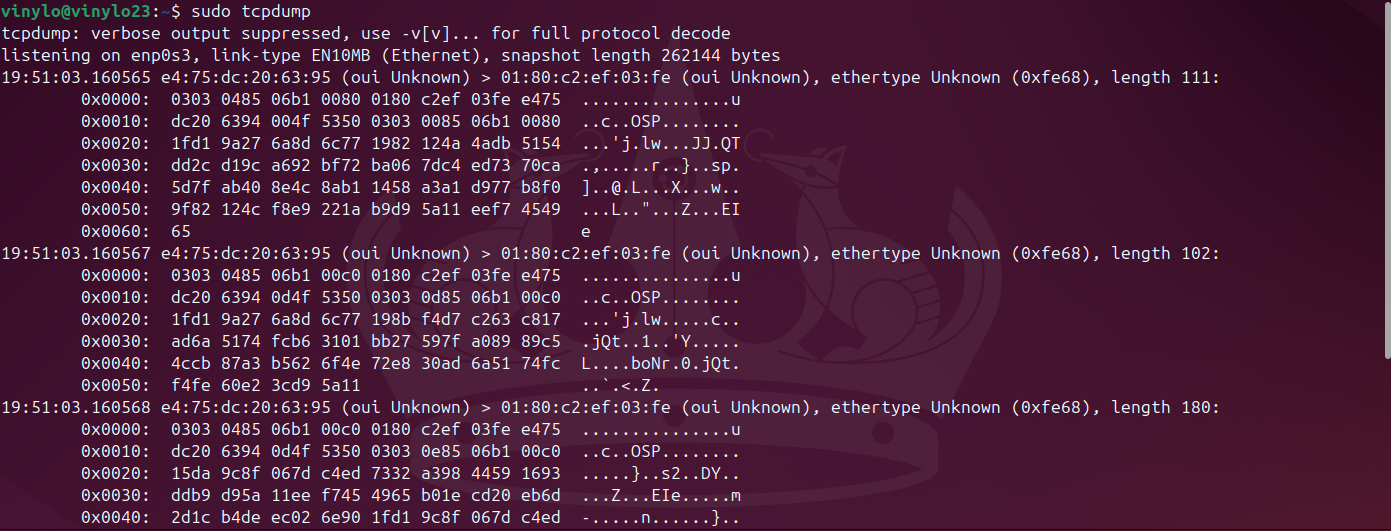 vinylo@vinylo23:~$ sudo tcpdump
tcpdump: verbose output suppressed, use -v[v]... for full protocol decode
listening on enp0s3, link-type EN10MB (Ethernet), snapshot length 262144 bytes
19:51:03.160565 e4:75:dc:20:63:95 (oui Unknown) > 01:80:c2:ef:03:fe (oui Unknown), ethertype Unknown (0xfe68), length 111:
0x0000:  0303 0485 06b1 0080 0180 c2ef 03fe e475  ...............u
0x0010:  dc20 6394 004f 5350 0303 0085 06b1 0080  ..c..OSP........
0x0020:  1fd1 9a27 6a8d 6c77 1982 124a 4adb 5154  ...'j.lw...JJ.QT
0x0030:  dd2c d19c a692 bf72 ba06 7dc4 ed73 70ca  .,.....r..}..sp.
0x0040:  5d7f ab40 8e4c 8ab1 1458 a3a1 d977 b8f0  ]..@.L...X...w..
0x0050:  9f82 124c f8e9 221a b9d9 5a11 eef7 4549  ...L.."...Z...EI
0x0060:  65                                       e
19:51:03.160567 e4:75:dc:20:63:95 (oui Unknown) > 01:80:c2:ef:03:fe (oui Unknown), ethertype Unknown (0xfe68), length 102:
0x0000:  0303 0485 06b1 00c0 0180 c2ef 03fe e475  ...............u
0x0010:  dc20 6394 0d4f 5350 0303 0d85 06b1 00c0  ..c..OSP........
0x0020:  1fd1 9a27 6a8d 6c77 198b f4d7 c263 c817  ...'j.lw.....c..
0x0030:  ad6a 5174 fcb6 3101 bb27 597f a089 89c5  .jQt..1..'Y.....
0x0040:  4ccb 87a3 b562 6f4e 72e8 30ad 6a51 74fc  L....boNr.0.jQt.
0x0050:  f4fe 60e2 3cd9 5a11                      ..`.<.Z.
19:51:03.160568 e4:75:dc:20:63:95 (oui Unknown) > 01:80:c2:ef:03:fe (oui Unknown), ethertype Unknown (0xfe68), length 180:
0x0000:  0303 0485 06b1 00c0 0180 c2ef 03fe e475  ...............u
0x0010:  dc20 6394 0d4f 5350 0303 0e85 06b1 00c0  ..c..OSP........
0x0020:  15da 9c8f 067d c4ed 7332 a398 4459 1693  .....}..s2..DY..
0x0030:  ddb9 d95a 11ee f745 4965 b01e cd20 eb6d  ...Z...EIe.....m
0x0040:  2d1c b4de ec02 6e90 1fd1 9c8f 067d c4ed  -.....n......}..